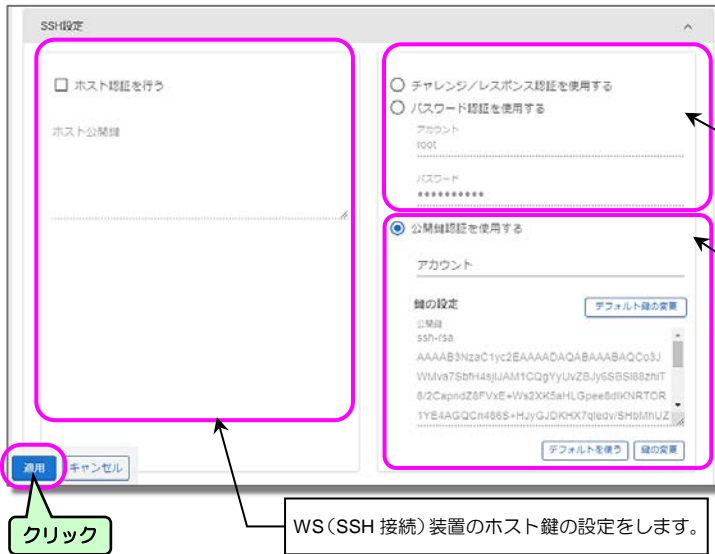 SSH設定
ホスト認証を行う
ホスト公開鍵
チャレンジ/レスポンス認証を使用する
パスワード認証を使用する
アカウント
root
パスワード
**********
公開鍵認証を使用する
アカウント
鍵の設定
デフォルト鍵の変更
公開鍵
ssh-rsa
AAAAB3NzaC1yc2EAAAADAQABAAABAQCo3J
WMva7SbfH4sjIJAM1CQgYyUvZBJy6SBSI88zhiT
8/2CapndZ8FVxE+Ws2XK5aHLGpee8dIKNRTOR
1YE4AGQCn486S+HJyGJDKHX7qledv/SHbMhUZ
デフォルトを使う
鍵の変更
適用
キャンセル
クリック
WS(SSH 接続)装置のホスト鍵の設定をします。